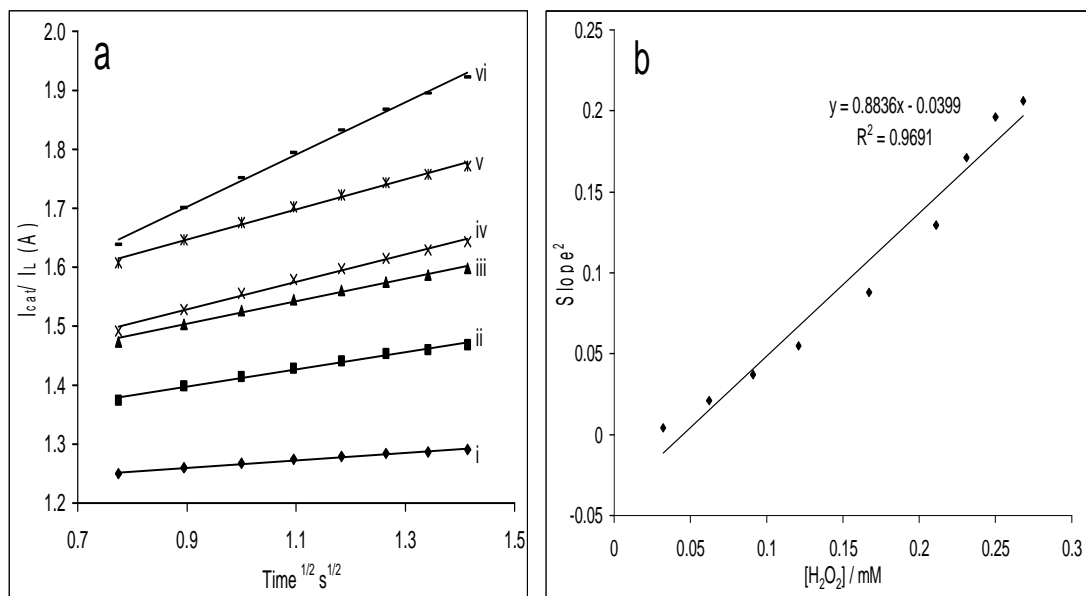 a
2.0
1.9
1.8
1.7
1.6
1.5
1.4
1.3
1.2
Icat/ IL (A)
vi
v
iv
iii
ii
i
0.7 0.9 1.1 1.3 1.5
Time 1/2 s1/2
b
0.25
0.2
0.15
0.1
0.05
0
-0.05
Slope2
y = 0.8836x - 0.0399
R2 = 0.9691
0 0.05 0.1 0.15 0.2 0.25 0.3
[H2O2] / mM